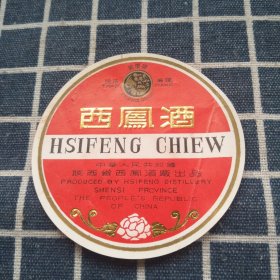 西鳳酒
HSIFENG CHIEW
中華人民共和國
陝西省西鳳酒廠出品
PRODUCED BY HSIFENG DISTILLERY
SHENSI PROVINCE
THE PEOPLE'S REPUBLIC
OF CHINA